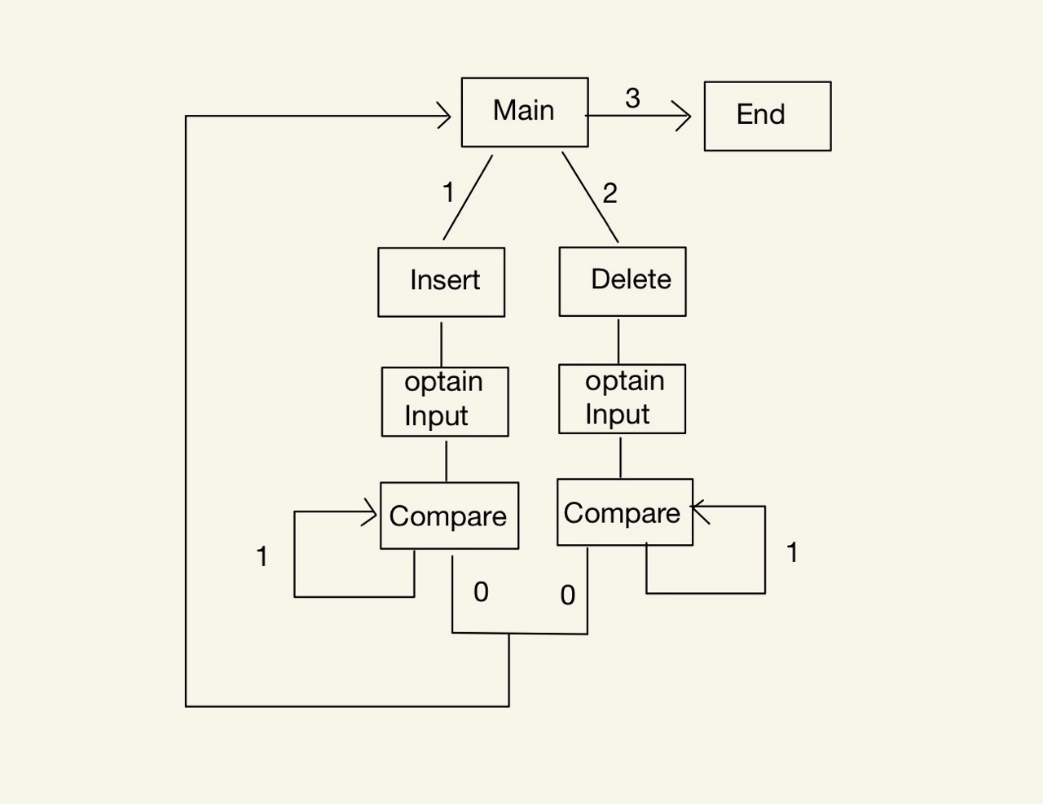 Main
3
End
1
2
Insert
Delete
optain
Input
optain
Input
Compare
Compare
1
0
0
1